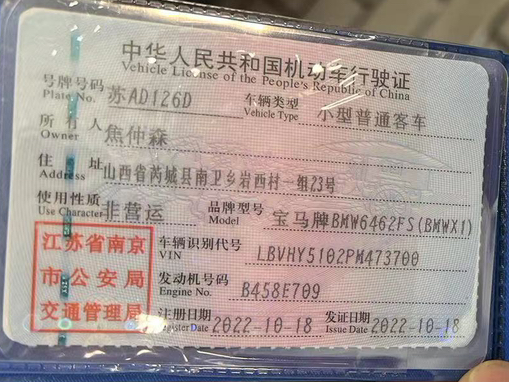 中华人民共和国机动车行驶证
Vehicle License of the People's Republic of China
号牌号码 苏AD126D 车辆类型 小型普通客车
Plate No. Vehicle Type
所有人 焦仲森
Owner
住址 山西省芮城县南卫乡岩西村一组23号
Address
使用性质 非营运 品牌型号 宝马牌BMW6462FS(BMWX1)
Use Character Model
江苏省南京 车辆识别代号 LBVHY5102PM473700
VIN
市公安局 发动机号码 B458E709
Engine No.
交通管理局 注册日期 2022-10-18 发证日期 2022-10-18
Register Date Issue Date